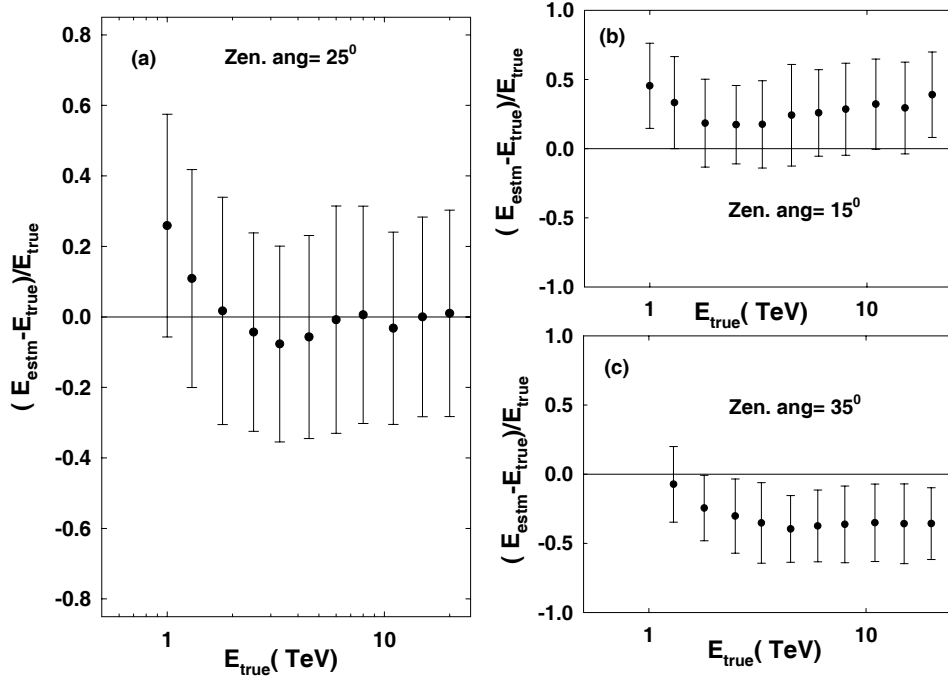 (a)
Zen. ang= 25⁰
0.8
0.6
0.4
0.2
0.0
-0.2
-0.4
-0.6
-0.8
( E_estm-E_true)/E_true
1 10
E_true( TeV)
(b)
Zen. ang= 15⁰
1.0
0.5
0.0
-0.5
-1.0
( E_estm-E_true)/E_true
1 10
E_true( TeV)
(c)
Zen. ang= 35⁰
1.0
0.5
0.0
-0.5
-1.0
( E_estm-E_true)/E_true
1 10
E_true( TeV)